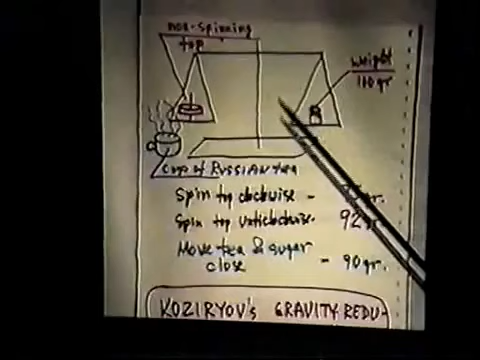 non-spinning
top
Weight
110 gr
cup of RUSSIAN tea
Spin top clockwise -
gr.
Spin top Unticlockwise.
92
Move tea & sugar
close
- 90 gr.
KOZIRYOV's GRAVITY REDU-